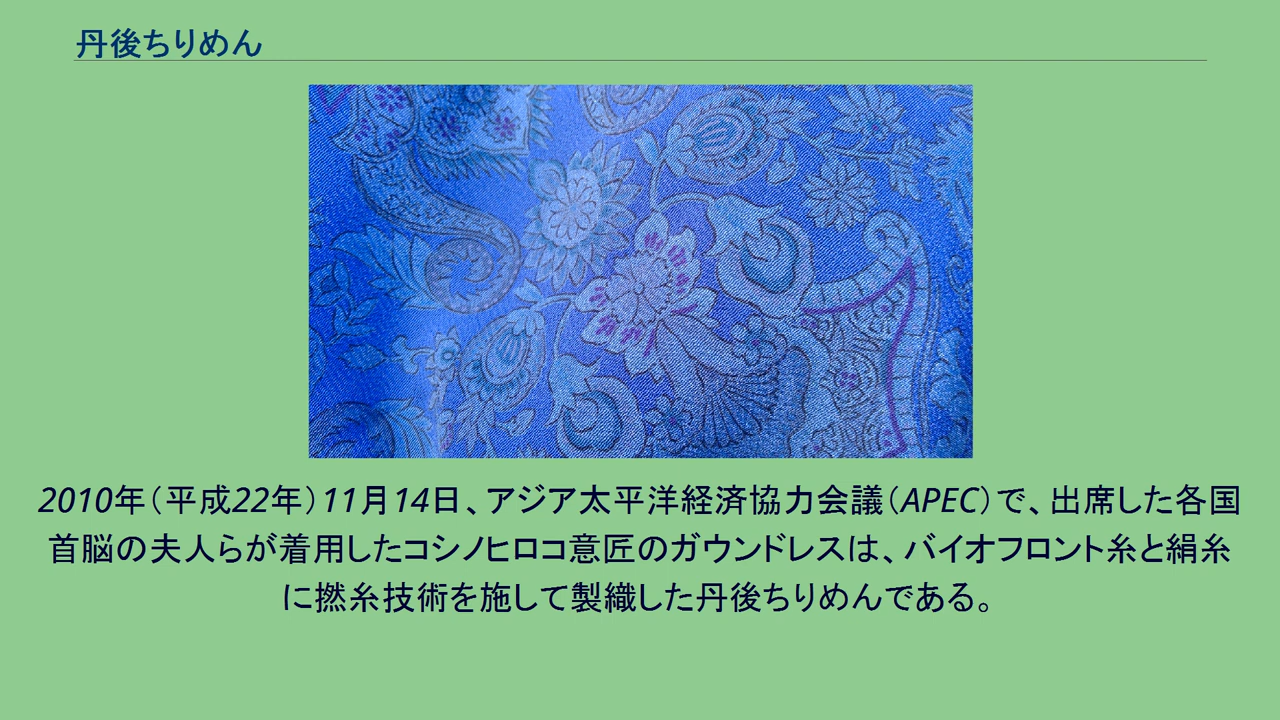 丹後ちりめん
2010年（平成22年）11月14日、アジア太平洋経済協力会議（APEC）で、出席した各国
首脳の夫人らが着用したコシノヒロコ意匠のガウンドレスは、バイオフロント糸と絹糸
に撚糸技術を施して製織した丹後ちりめんである。